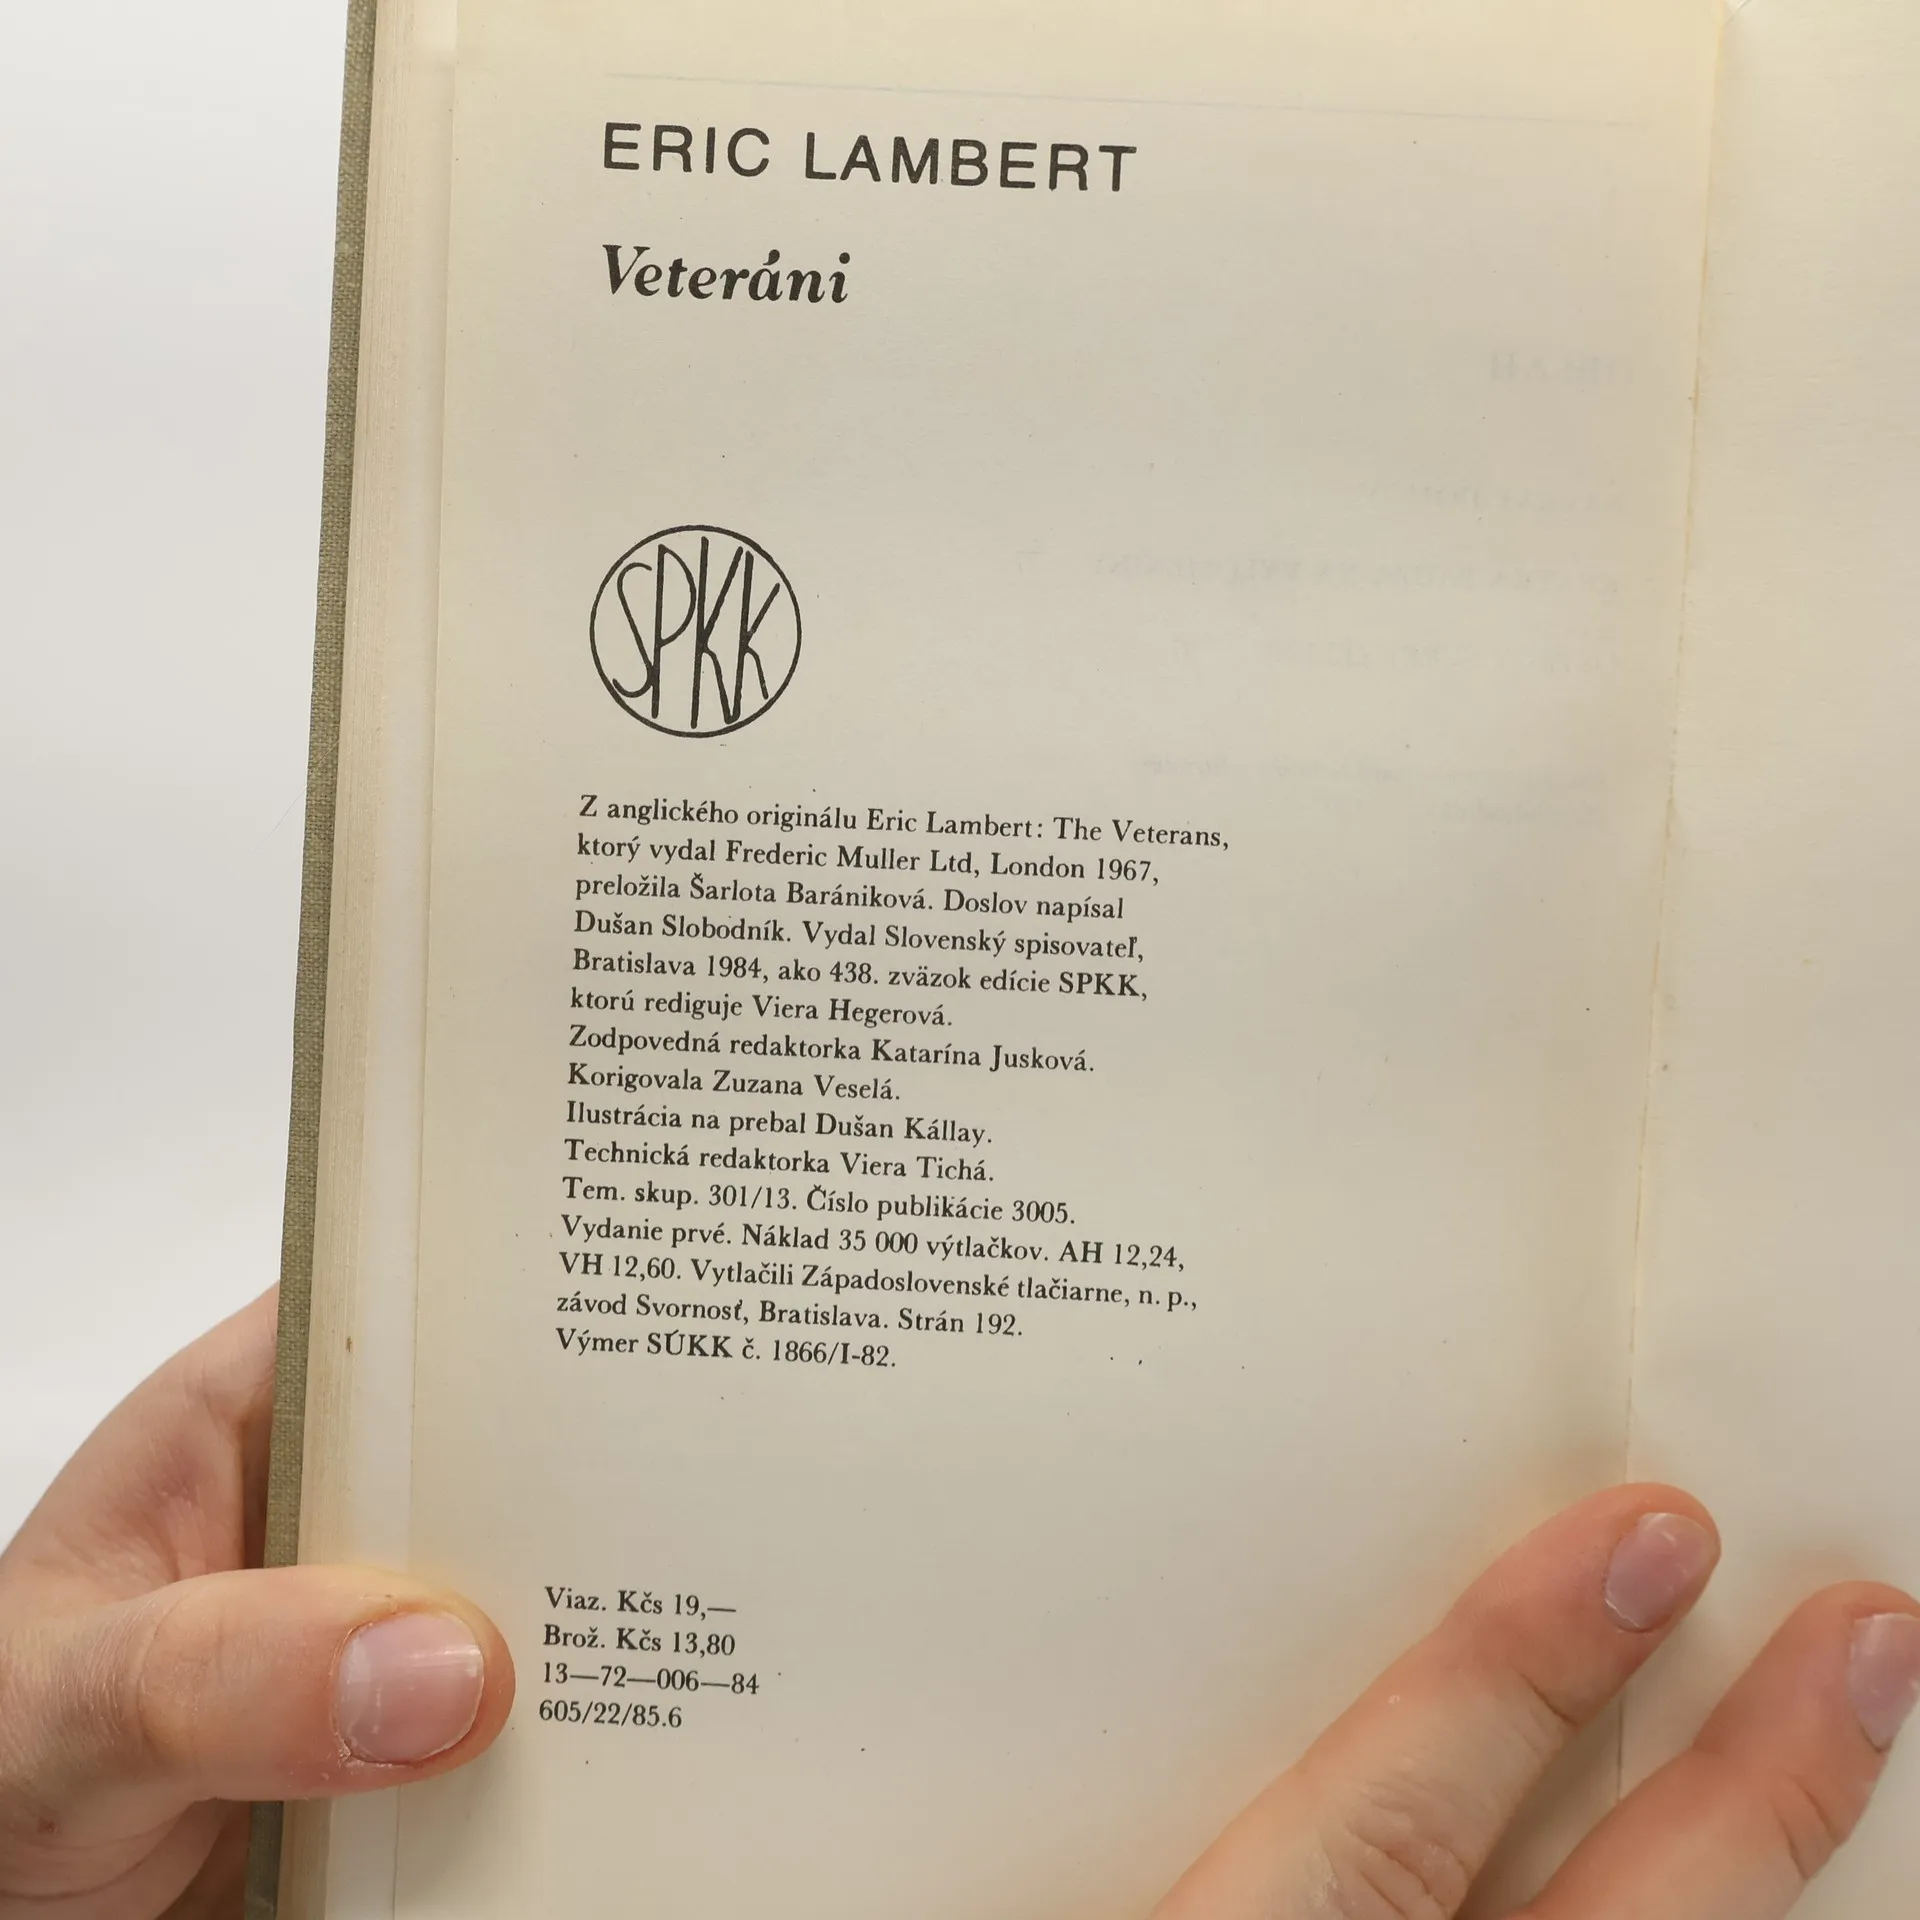 ERIC LAMBERT
Veteráni
SPKK
Z anglického originálu Eric Lambert: The Veterans,
ktorý vydal Frederic Muller Ltd, London 1967,
preložila Šarlota Barániková. Doslov napísal
Dušan Slobodník. Vydal Slovenský spisovateľ,
Bratislava 1984, ako 438. zväzok edície SPKK,
ktorú rediguje Viera Hegerová.
Zodpovedná redaktorka Katarína Jusková.
Korigovala Zuzana Veselá.
Ilustrácia na prebal Dušan Kállay.
Technická redaktorka Viera Tichá.
Tem. skup. 301/13. Číslo publikácie 3005.
Vydanie prvé. Náklad 35 000 výtlačkov. AH 12,24,
VH 12,60. Vytlačili Západoslovenské tlačiarne, n. p.,
závod Svornosť, Bratislava. Strán 192.
Výmer SÚKK č. 1866/I-82.
Viaz. Kčs 19,—
Brož. Kčs 13,80
13—72—006—84
605/22/85.6